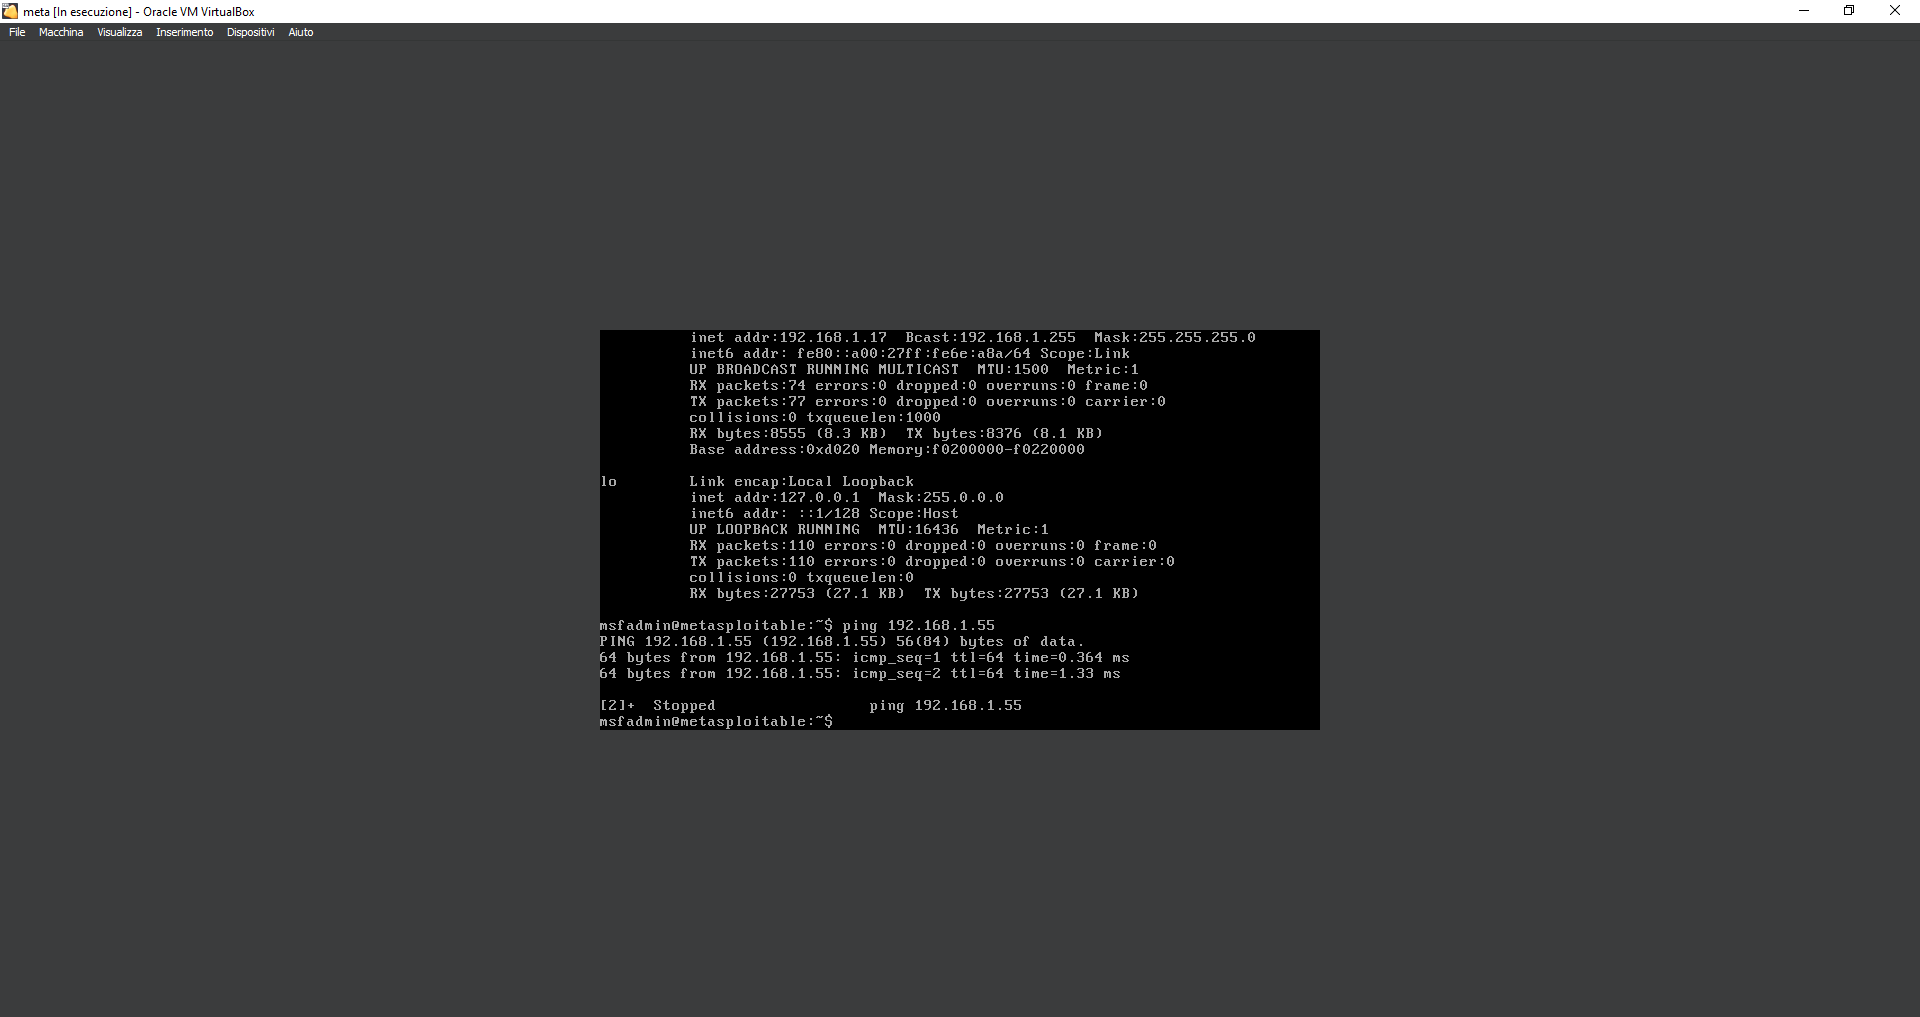 meta [In esecuzione] - Oracle VM VirtualBox
File Macchina Visualizza Inserimento Dispositivi Aiuto
inet addr:192.168.1.17  Bcast:192.168.1.255  Mask:255.255.255.0
inet6 addr: fe80::a00:27ff:fe6e:a8a/64 Scope:Link
UP BROADCAST RUNNING MULTICAST  MTU:1500  Metric:1
RX packets:74 errors:0 dropped:0 overruns:0 frame:0
TX packets:77 errors:0 dropped:0 overruns:0 carrier:0
collisions:0 txqueuelen:1000
RX bytes:8555 (8.3 KB)  TX bytes:8376 (8.1 KB)
Base address:0xd020 Memory:f0200000-f0220000
lo        Link encap:Local Loopback
inet addr:127.0.0.1  Mask:255.0.0.0
inet6 addr: ::1/128 Scope:Host
UP LOOPBACK RUNNING  MTU:16436  Metric:1
RX packets:110 errors:0 dropped:0 overruns:0 frame:0
TX packets:110 errors:0 dropped:0 overruns:0 carrier:0
collisions:0 txqueuelen:0
RX bytes:27753 (27.1 KB)  TX bytes:27753 (27.1 KB)
msfadmin@metasploitable:~$ ping 192.168.1.55
PING 192.168.1.55 (192.168.1.55) 56(84) bytes of data.
64 bytes from 192.168.1.55: icmp_seq=1 ttl=64 time=0.364 ms
64 bytes from 192.168.1.55: icmp_seq=2 ttl=64 time=1.33 ms
[2]+  Stopped                 ping 192.168.1.55
msfadmin@metasploitable:~$